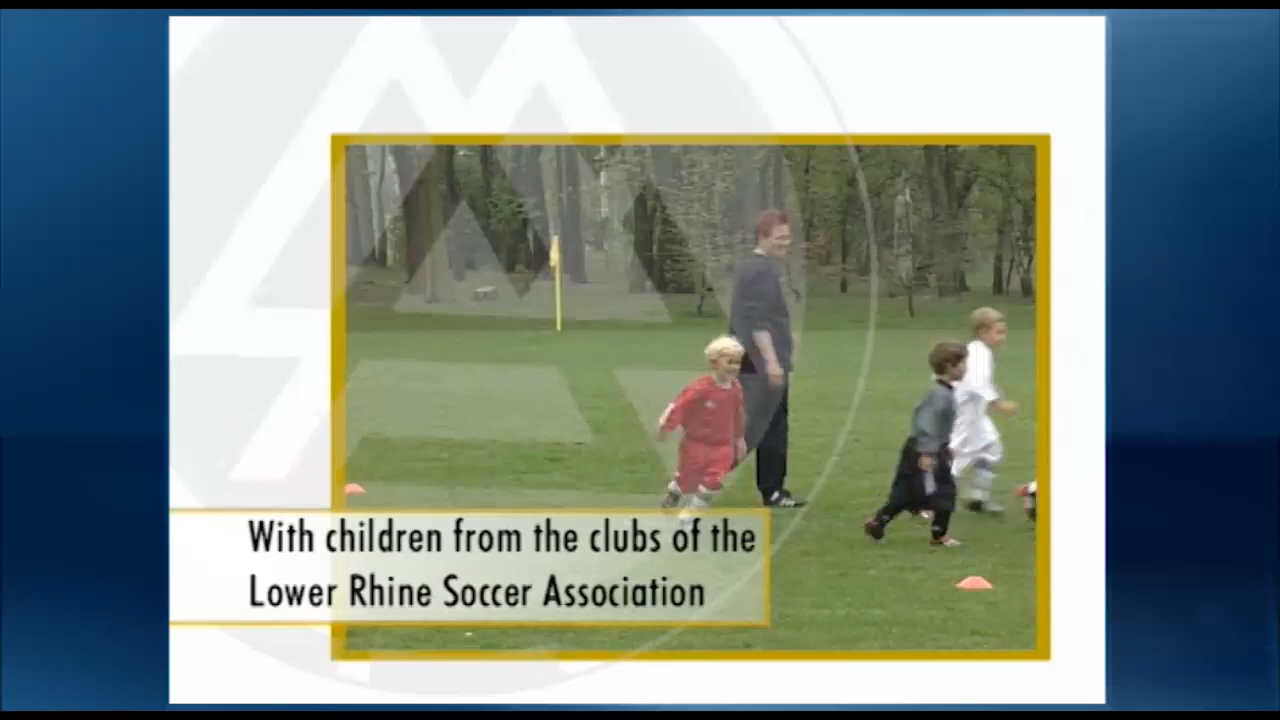 With children from the clubs of the
Lower Rhine Soccer Association